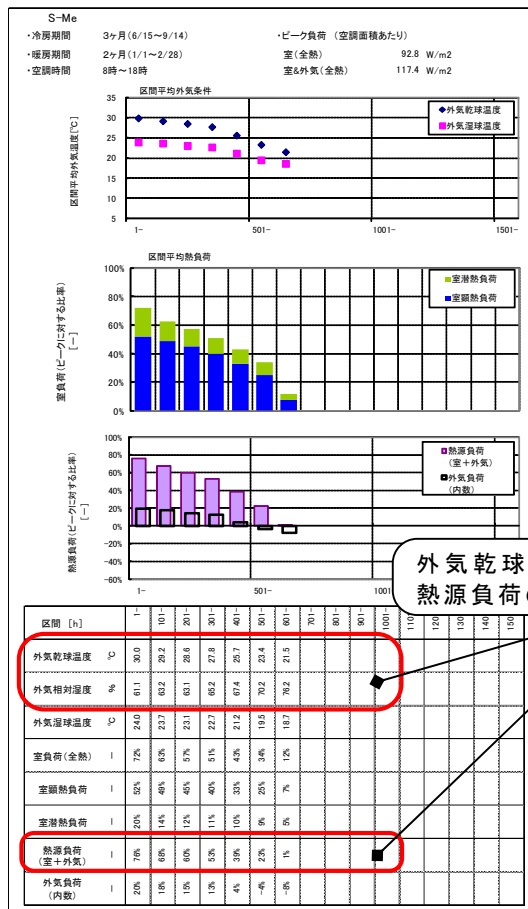 S-Me
・冷房期間 3ヶ月(6/15～9/14) ・ピーク負荷 (空調面積あたり)
・暖房期間 2ヶ月(1/1～2/28) 室(全熱) 92.8 W/m2
・空調時間 8時～18時 室&外気(全熱) 117.4 W/m2
区間平均外気条件
区間平均外気温度[℃]
35
30
25
20
15
10
5
◆外気乾球温度
■外気湿球温度
1- 501- 1001- 1501-
区間平均熱負荷
室負荷(ピークに対する比率)
[－]
100%
80%
60%
40%
20%
0%
■室潜熱負荷
■室顕熱負荷
熱源負荷(ピークに対する比率)
[－]
100%
80%
60%
40%
20%
0%
-20%
-40%
-60%
熱源負荷
(室＋外気)
外気負荷
(内数)
1- 501- 1001-
外気乾球
熱源負荷の
区間 [h] 1- 101- 201- 301- 401- 501- 601- 701- 801- 901- 1001- 110 120 130 140 150
外気乾球温度 ℃ 30.0 29.2 28.6 27.8 25.7 23.4 21.5
外気相対湿度 % 61.1 63.2 63.1 65.2 67.4 70.2 76.2
外気湿球温度 ℃ 24.0 23.7 23.1 22.7 21.2 19.5 18.7
室負荷(全熱) － 72% 63% 57% 51% 43% 34% 12%
室顕熱負荷 － 52% 49% 45% 40% 33% 25% 7%
室潜熱負荷 － 20% 14% 12% 11% 10% 9% 5%
熱源負荷
(室＋外気) － 76% 68% 60% 53% 39% 23% 1%
外気負荷
(内数) － 20% 18% 15% 13% 4% -4% -8%